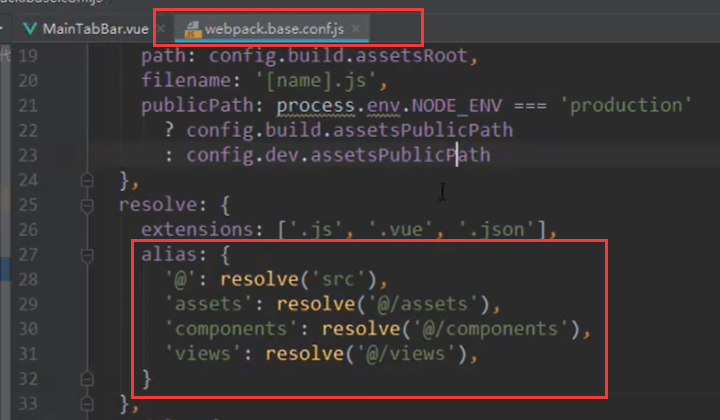 MainTabBar.vue
webpack.base.conf.js
19 path: config.build.assetsRoot,
20 filename: '[name].js',
21 publicPath: process.env.NODE_ENV === 'production'
22 ? config.build.assetsPublicPath
23 : config.dev.assetsPublicPath
24 },
25 resolve: {
26 extensions: ['.js', '.vue', '.json'],
27 alias: {
28 '@': resolve('src'),
29 'assets': resolve('@/assets'),
30 'components': resolve('@/components'),
31 'views': resolve('@/views'),
32 }
33 },